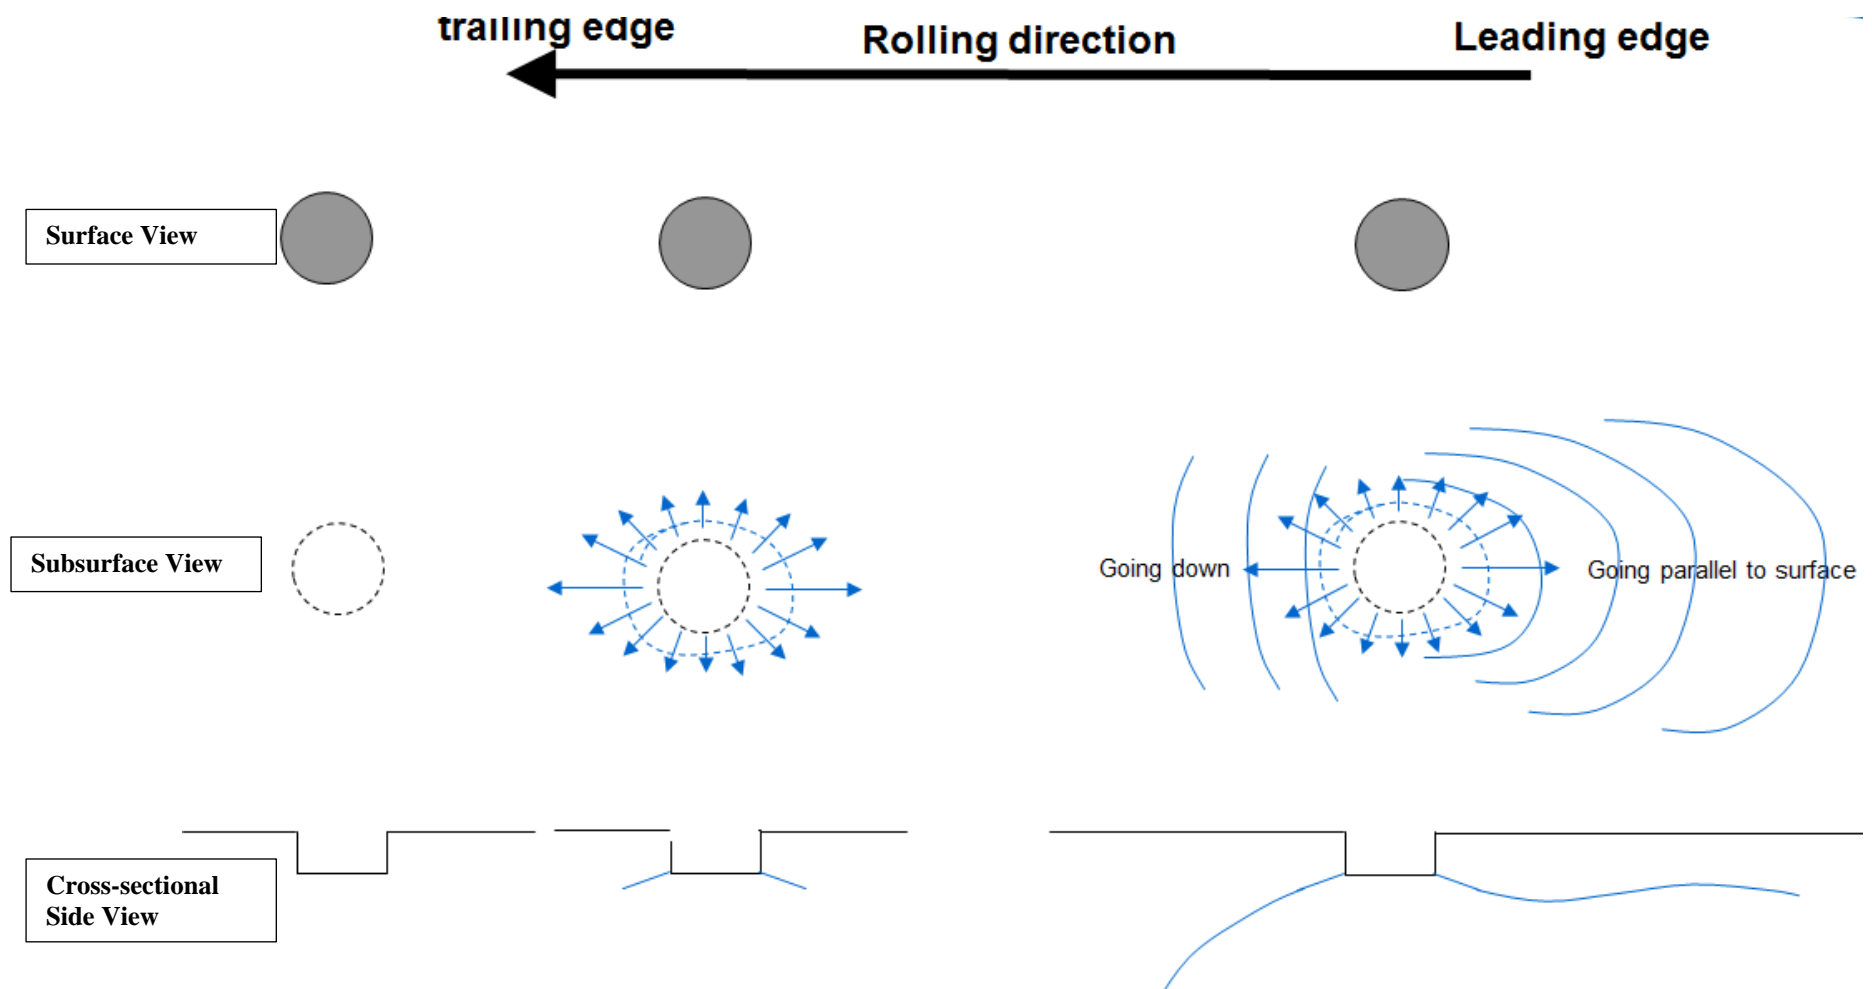 trailing edge
Rolling direction
Leading edge
Surface View
Subsurface View
Going down
Going parallel to surface
Cross-sectional
Side View